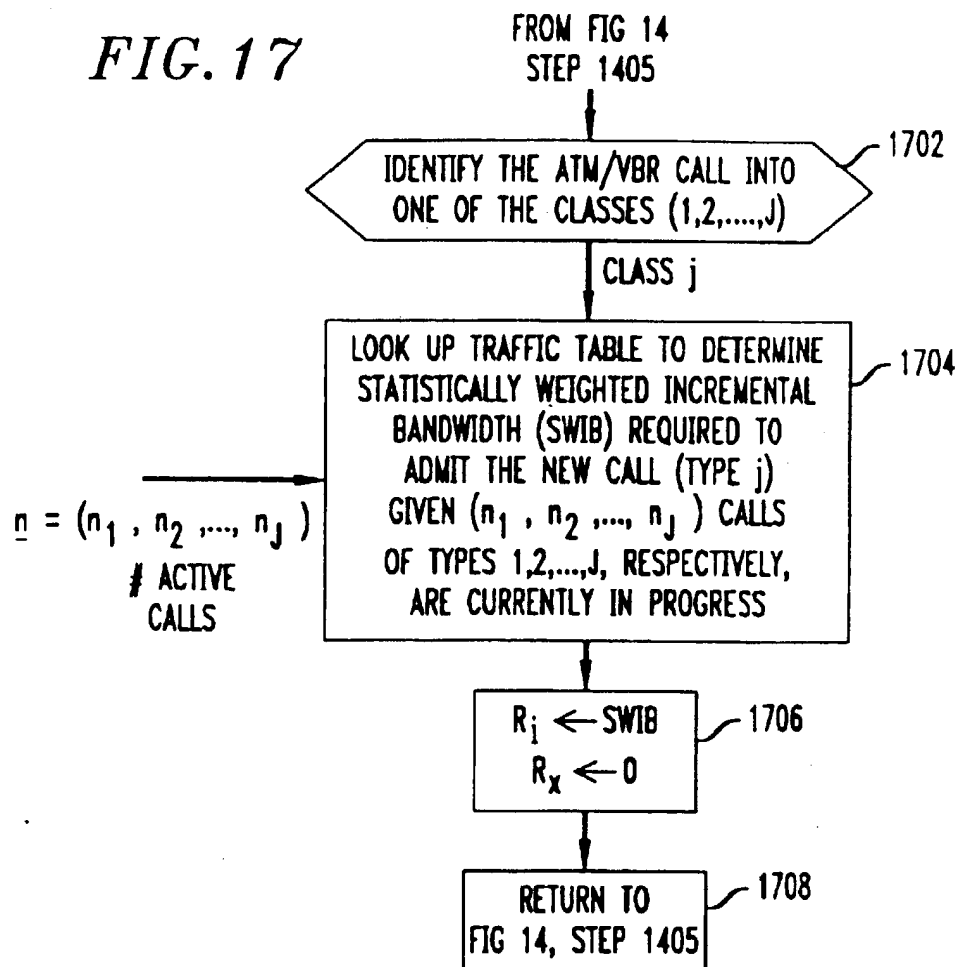 FIG. 17
FROM FIG 14
STEP 1405
1702
IDENTIFY THE ATM/VBR CALL INTO
ONE OF THE CLASSES (1,2,....,J)
CLASS j
1704
LOOK UP TRAFFIC TABLE TO DETERMINE
STATISTICALLY WEIGHTED INCREMENTAL
BANDWIDTH (SWIB) REQUIRED TO
ADMIT THE NEW CALL (TYPE j)
GIVEN (n1 , n2 ,..., nJ ) CALLS
OF TYPES 1,2,...,J, RESPECTIVELY,
ARE CURRENTLY IN PROGRESS
n = (n1 , n2 ,..., nJ )
# ACTIVE
CALLS
1706
Ri ← SWIB
Rx ← 0
1708
RETURN TO
FIG 14, STEP 1405